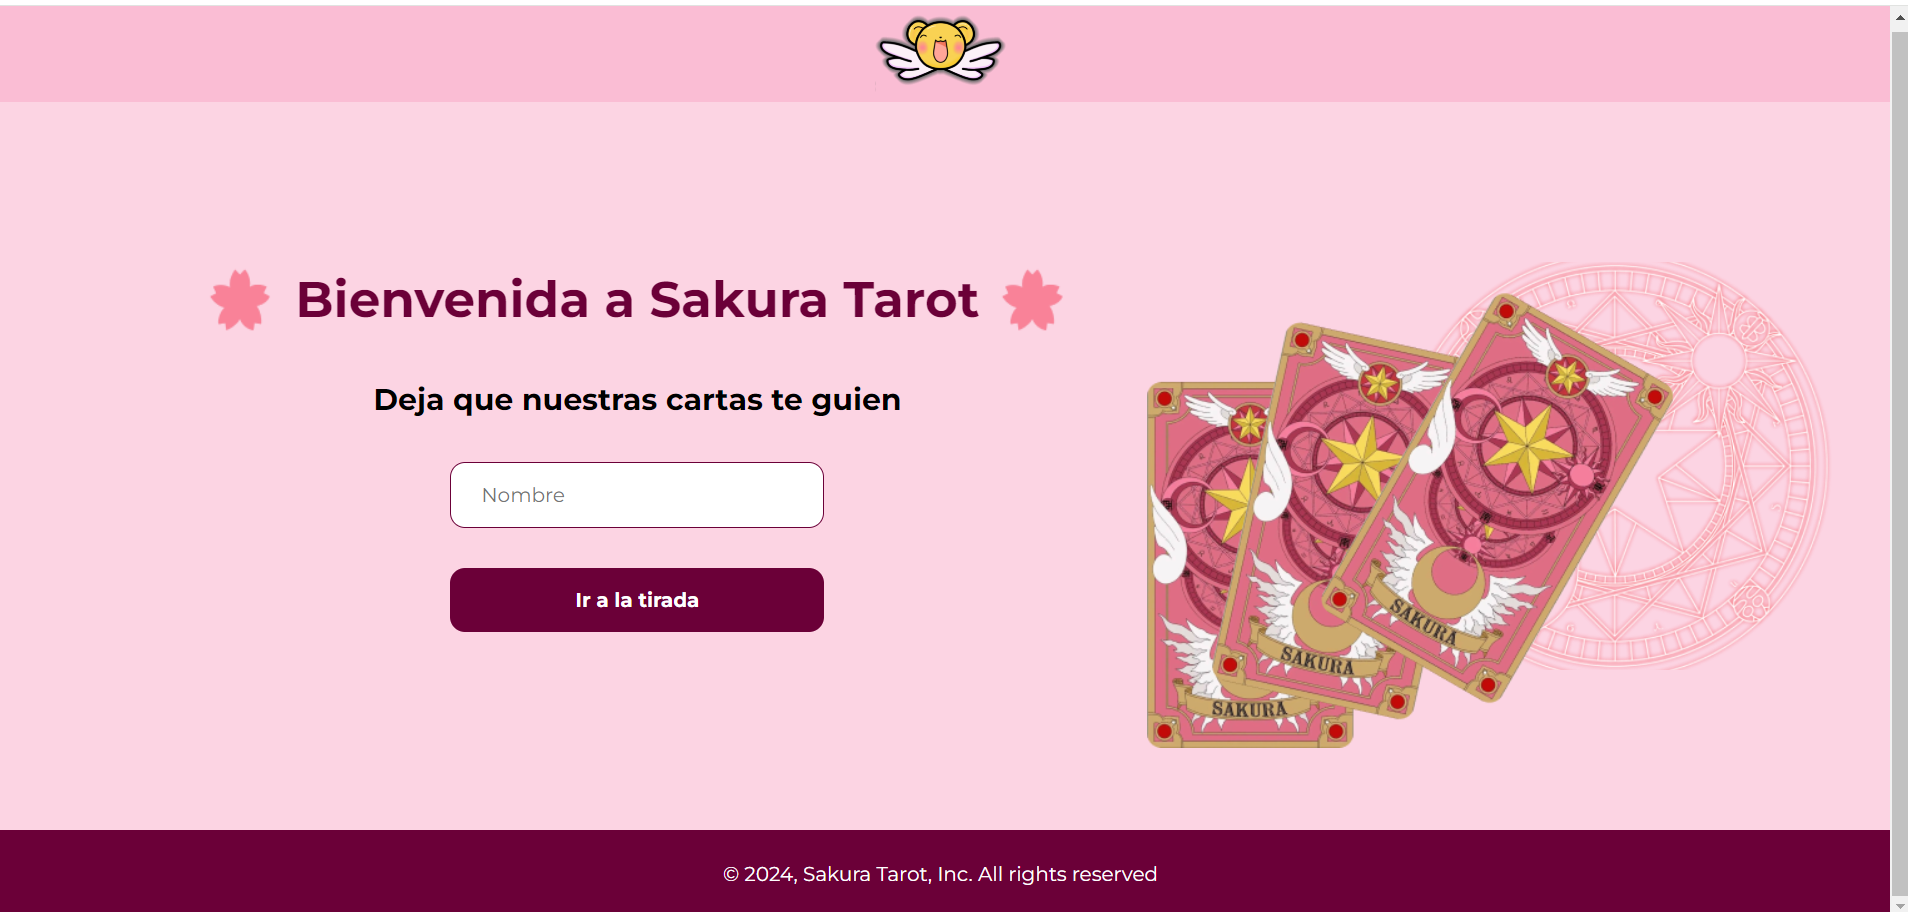 Bienvenida a Sakura Tarot
Deja que nuestras cartas te guien
Nombre
Ir a la tirada
SAKURA
SAKURA
SAKURA
© 2024, Sakura Tarot, Inc. All rights reserved